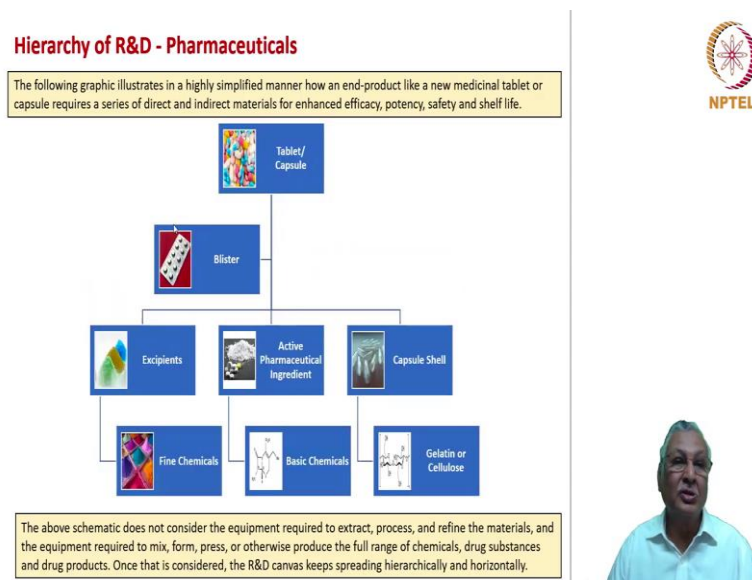 Hierarchy of R&D - Pharmaceuticals
NPTEL
The following graphic illustrates in a highly simplified manner how an end-product like a new medicinal tablet or
capsule requires a series of direct and indirect materials for enhanced efficacy, potency, safety and shelf life.
Tablet/
Capsule
Blister
Excipients
Active
Pharmaceutical
Ingredient
Capsule Shell
Fine Chemicals
Basic Chemicals
Gelatin or
Cellulose
The above schematic does not consider the equipment required to extract, process, and refine the materials, and
the equipment required to mix, form, press, or otherwise produce the full range of chemicals, drug substances
and drug products. Once that is considered, the R&D canvas keeps spreading hierarchically and horizontally.